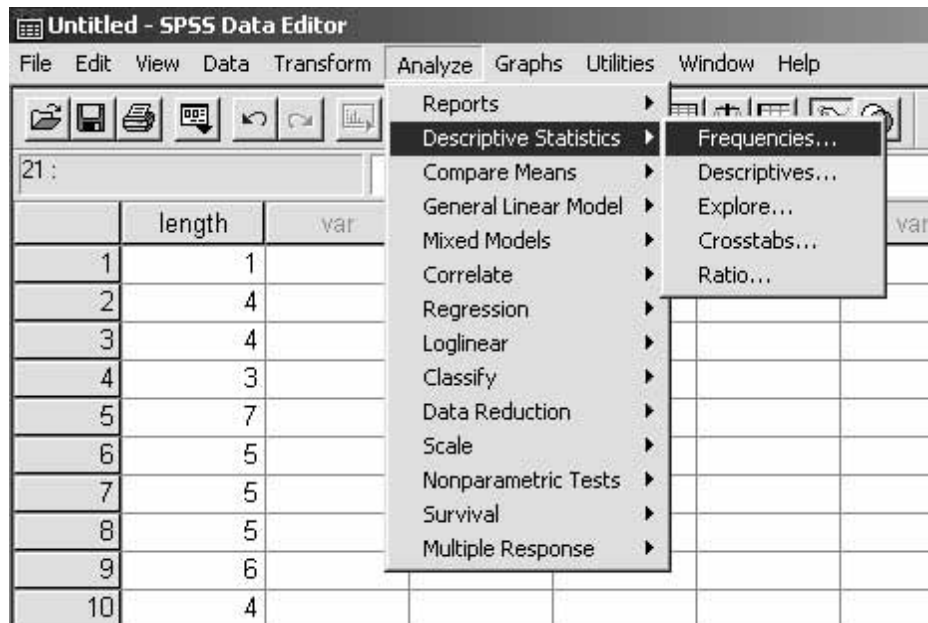 Untitled - SPSS Data Editor
File Edit View Data Transform Analyze Graphs Utilities Window Help
Reports
Descriptive Statistics
Frequencies...
21 :
Compare Means
Descriptives...
length var
General Linear Model
Explore...
var
Mixed Models
Crosstabs...
1 1
Correlate
Ratio...
2 4
Regression
3 4
Loglinear
4 3
Classify
5 7
Data Reduction
6 5
Scale
7 5
Nonparametric Tests
8 5
Survival
Multiple Response
9 6
10 4